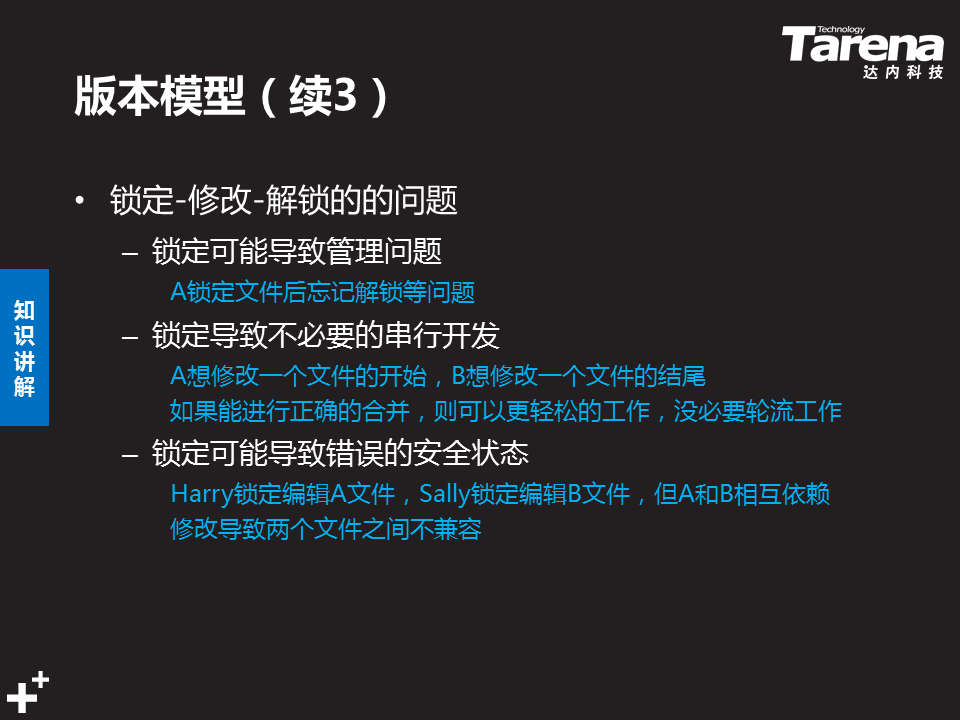 Technology
Tarena
达内科技
版本模型（续3）
• 锁定-修改-解锁的的问题
– 锁定可能导致管理问题
A锁定文件后忘记解锁等问题
– 锁定导致不必要的串行开发
A想修改一个文件的开始，B想修改一个文件的结尾
如果能进行正确的合并，则可以更轻松的工作，没必要轮流工作
– 锁定可能导致错误的安全状态
Harry锁定编辑A文件，Sally锁定编辑B文件，但A和B相互依赖
修改导致两个文件之间不兼容
知识讲解